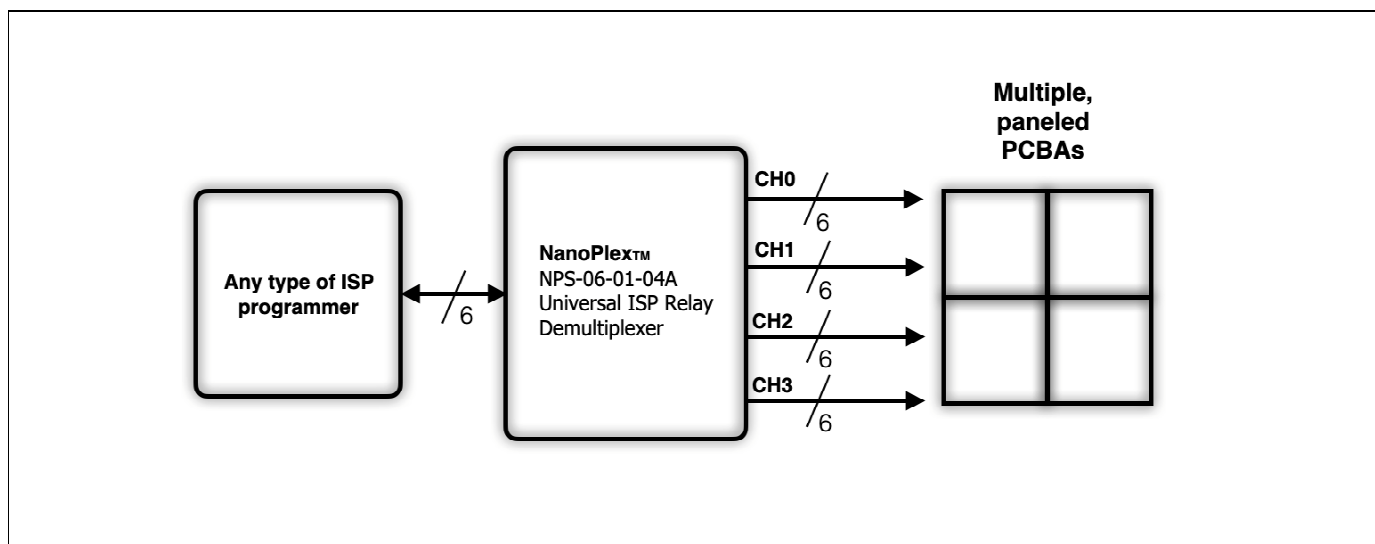 Multiple,
paneled
PCBAs
Any type of ISP
programmer
6
NanoPlex™
NPS-06-01-04A
Universal ISP Relay
Demultiplexer
CH0
6
CH1
6
CH2
6
CH3
6